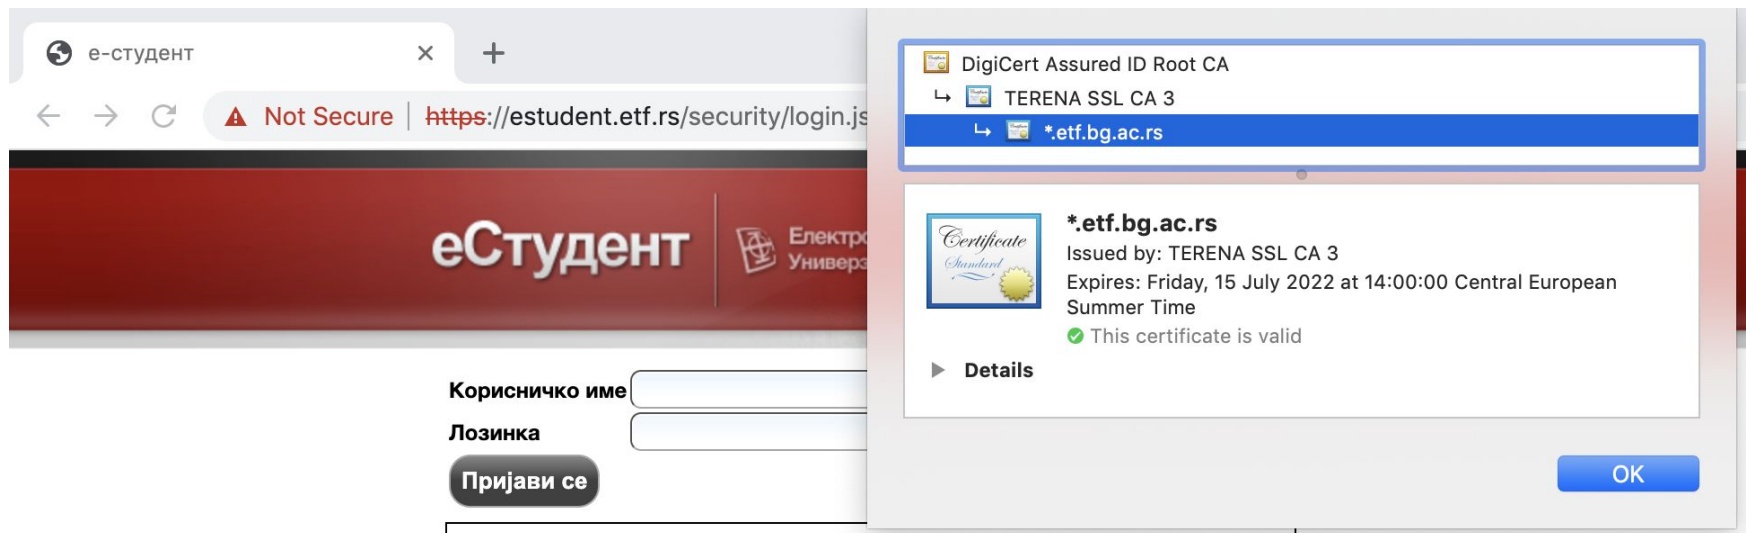 е-студент
Not Secure
https://estudent.etf.rs/security/login.js
еСтудент
Корисничко име
Лозинка
Пријави се
DigiCert Assured ID Root CA
TERENA SSL CA 3
*.etf.bg.ac.rs
Certificate
Standard
*.etf.bg.ac.rs
Issued by: TERENA SSL CA 3
Expires: Friday, 15 July 2022 at 14:00:00 Central European
Summer Time
This certificate is valid
Details
OK